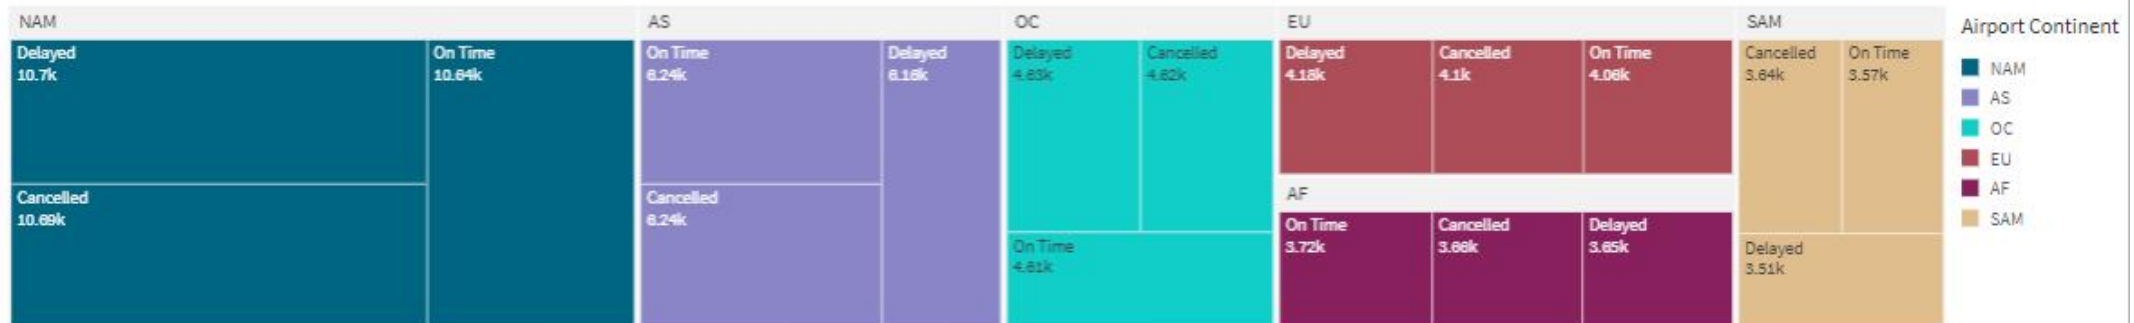 NAM
Delayed
10.7k
On Time
10.64k
Cancelled
10.69k
AS
On Time
6.24k
Delayed
6.16k
Cancelled
6.24k
OC
Delayed
4.63k
Cancelled
4.62k
On Time
4.61k
EU
Delayed
4.18k
Cancelled
4.1k
On Time
4.06k
AF
On Time
3.72k
Cancelled
3.66k
Delayed
3.65k
SAM
Cancelled
3.64k
On Time
3.57k
Delayed
3.51k
Airport Continent
NAM
AS
OC
EU
AF
SAM